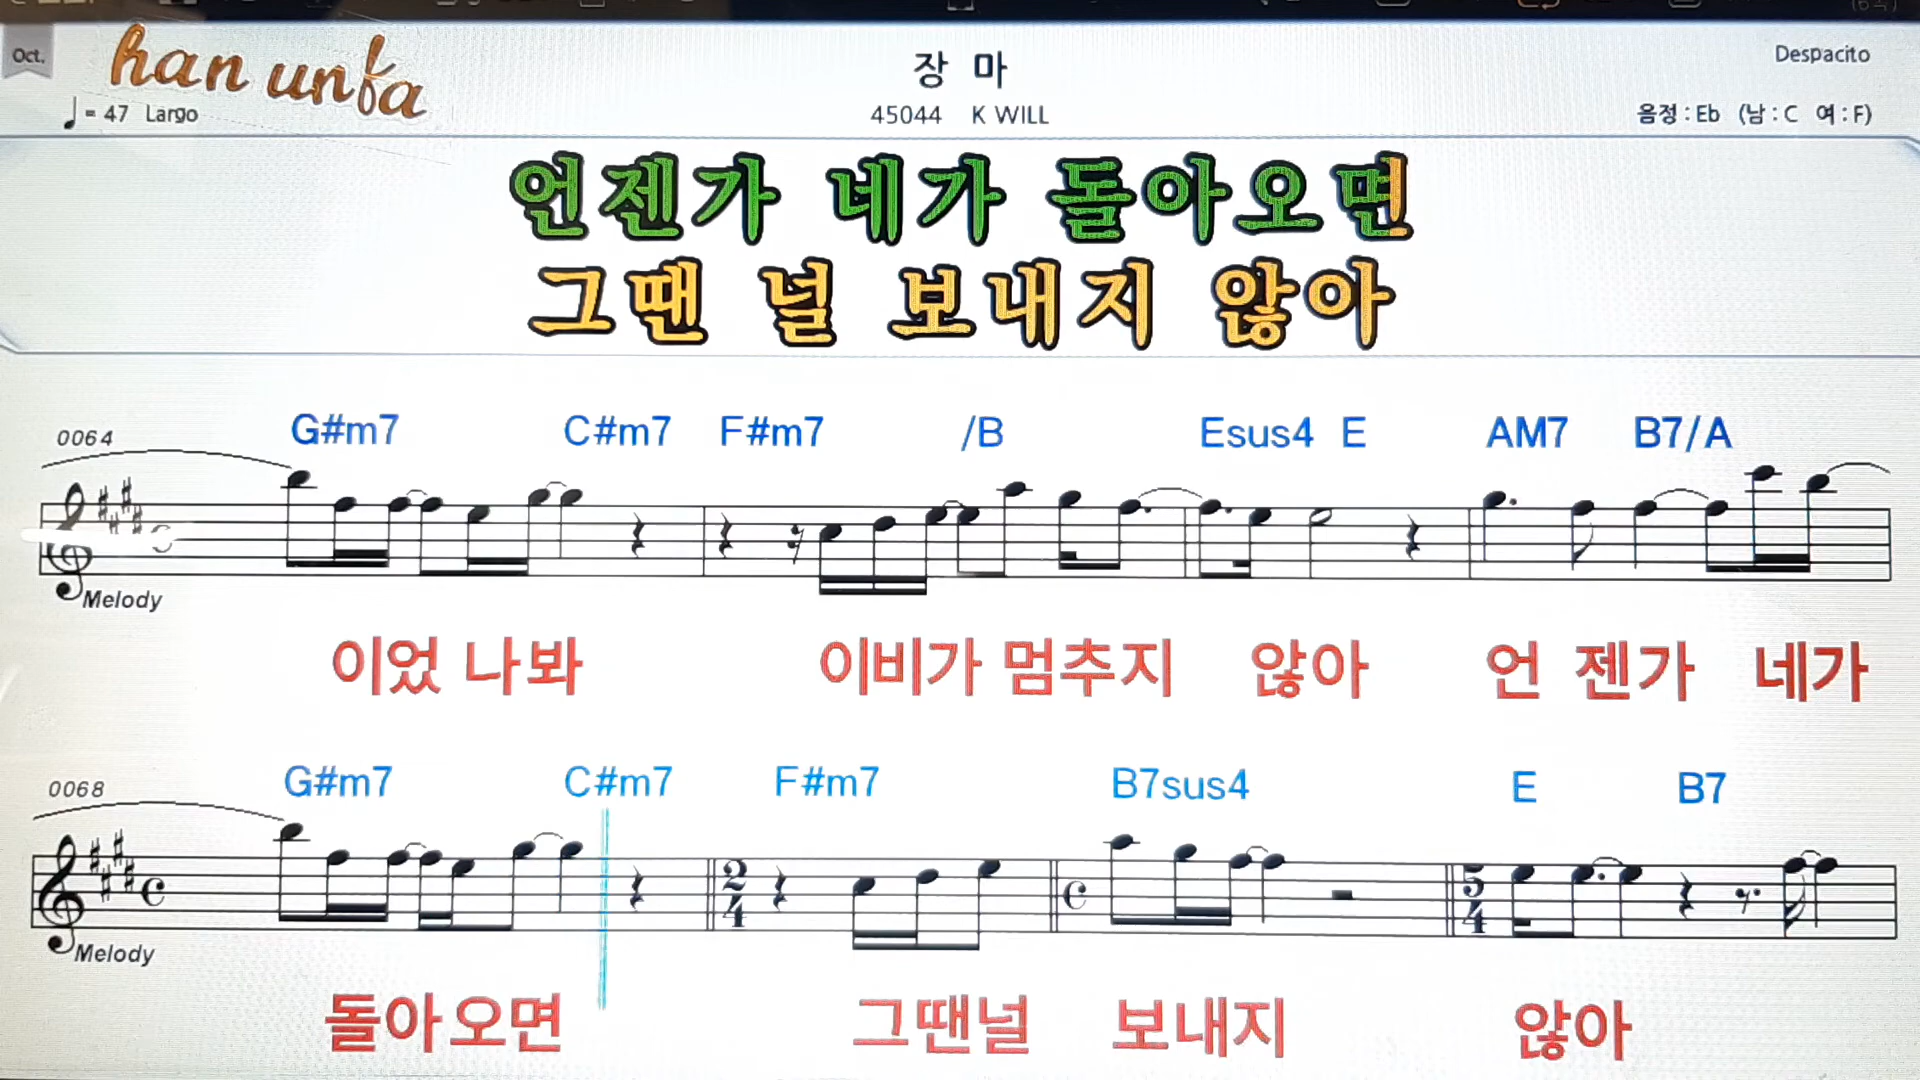 Oct.
han unfa
장 마
Despacito
♩ = 47 Largo
45044 K WILL
음정 : Eb (남 : C 여 : F)
언젠가 네가 돌아오면
그땐 널 보내지 않아
0064 G#m7 C#m7 F#m7 /B Esus4 E AM7 B7/A
Melody
이었 나봐 이비가 멈추지 않아 언 젠가 네가
0068 G#m7 C#m7 F#m7 B7sus4 E B7
2/4 5/4
Melody
돌아오면 그땐널 보내지 않아